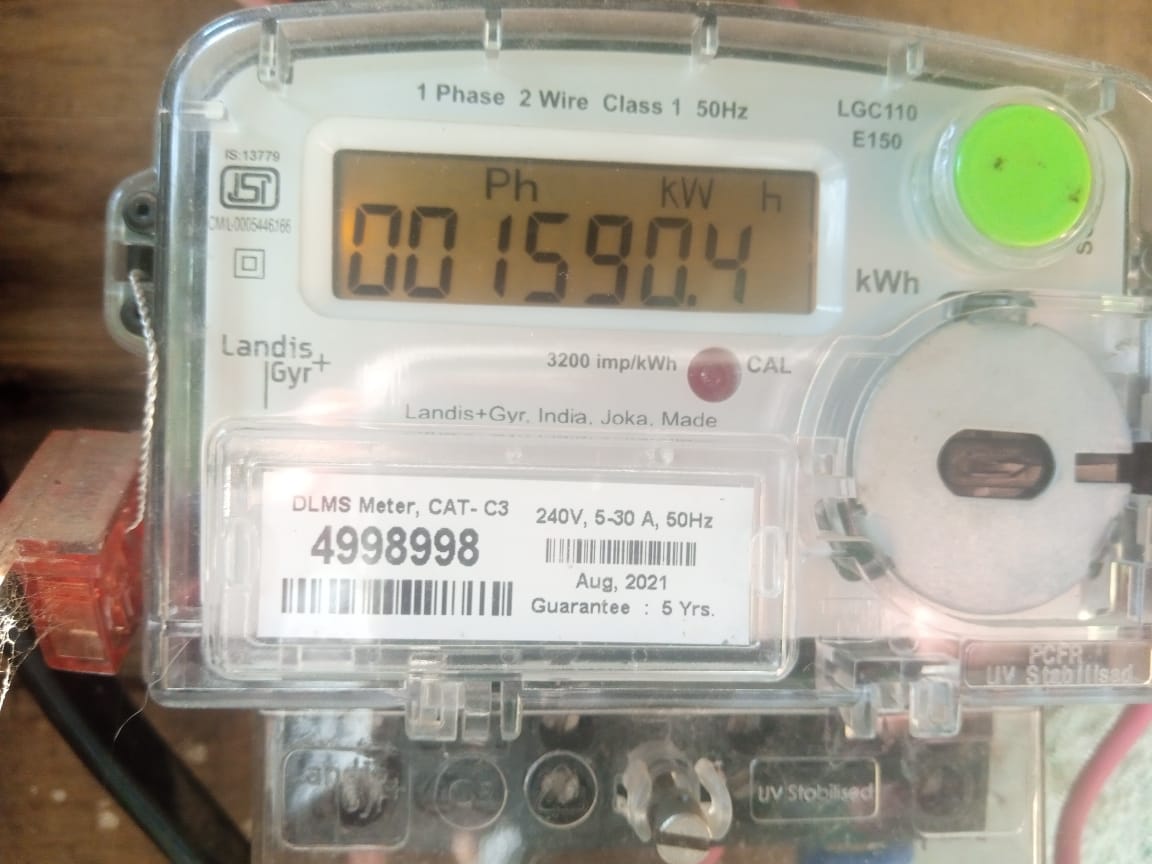 1 Phase 2 Wire Class 1 50Hz
LGC110
E150
IS:13779
ISI
CM/L-0005446166
Ph kW h
001590.4
kWh
Landis
Gyr+
3200 imp/kWh CAL
Landis+Gyr, India, Joka, Made
DLMS Meter, CAT- C3
4998998
240V, 5-30 A, 50Hz
Aug, 2021
Guarantee : 5 Yrs.
PCFR
UV Stabilised
UV Stabilised